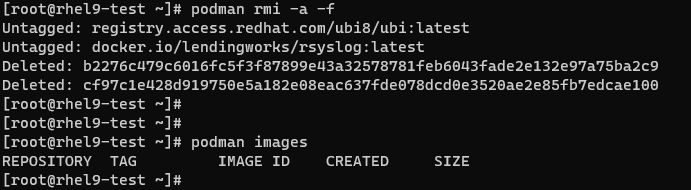 [root@rhel9-test ~]# podman rmi -a -f
Untagged: registry.access.redhat.com/ubi8/ubi:latest
Untagged: docker.io/lendingworks/rsyslog:latest
Deleted: b2276c479c6016fc5f3f87899e43a32578781feb6043fade2e132e97a75ba2c9
Deleted: cf97c1e428d919750e5a182e08eac637fde078dcd0e3520ae2e85fb7edcae100
[root@rhel9-test ~]#
[root@rhel9-test ~]#
[root@rhel9-test ~]# podman images
REPOSITORY  TAG         IMAGE ID    CREATED     SIZE
[root@rhel9-test ~]#